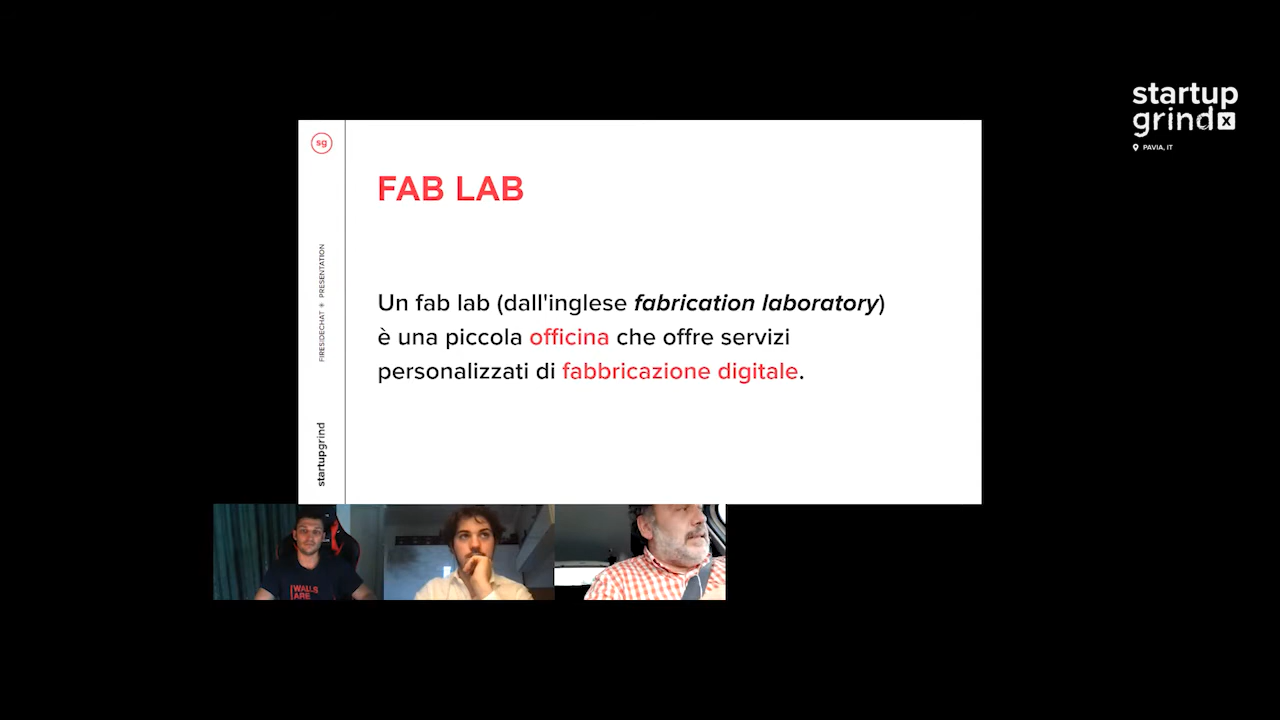 startup
grind x
PAVIA, IT
sg
FAB LAB
FIRESIDECHAT + PRESENTATION
Un fab lab (dall'inglese fabrication laboratory)
è una piccola officina che offre servizi
personalizzati di fabbricazione digitale.
startupgrind
WALLS
ARE